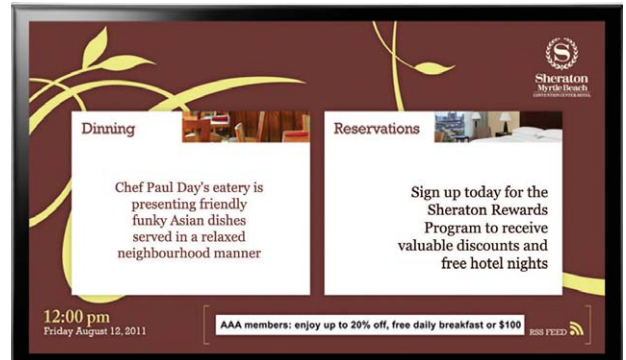 Sheraton
Myrtle Beach
CONVENTION CENTER HOTEL
Dinning
Chef Paul Day's eatery is
presenting friendly
funky Asian dishes
served in a relaxed
neighbourhood manner
Reservations
Sign up today for the
Sheraton Rewards
Program to receive
valuable discounts and
free hotel nights
12:00 pm
Friday August 12, 2011
AAA members: enjoy up to 20% off, free daily breakfast or $100
RSS FEED